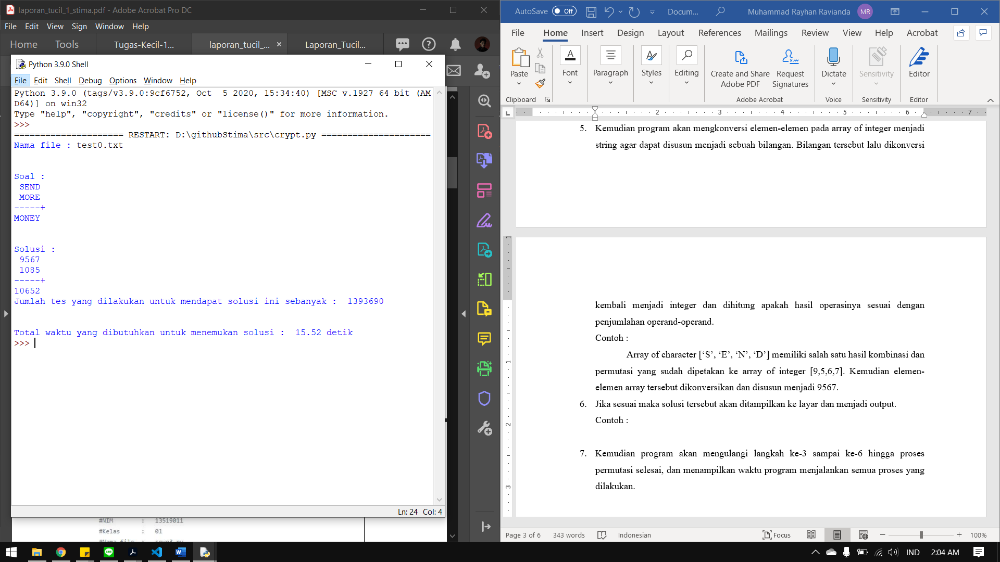 laporan_tucil_1_stima.pdf - Adobe Acrobat Pro DC
File Edit View Sign Window Help
Home Tools Tugas-Kecil-1... laporan_tucil_... × Laporan_Tucil...
Python 3.9.0 Shell
File Edit Shell Debug Options Window Help
Python 3.9.0 (tags/v3.9.0:9cf6752, Oct  5 2020, 15:34:40) [MSC v.1927 64 bit (AM
D64)] on win32
Type "help", "copyright", "credits" or "license()" for more information.
>>>
===================== RESTART: D:\githubStima\src\crypt.py =====================
Nama file : test0.txt
Soal :
SEND
MORE
-----+
MONEY
Solusi :
9567
1085
-----+
10652
Jumlah tes yang dilakukan untuk mendapat solusi ini sebanyak :  1393690
Total waktu yang dibutuhkan untuk menemukan solusi :  15.52 detik
>>>
Ln: 24 Col: 4
#NIM : 13519011
#Kelas : 01
AutoSave Off Docum... Muhammad Rayhan Ravianda MR
File Home Insert Design Layout References Mailings Review View Help Acrobat
Paste Font Paragraph Styles Editing Create and Share Adobe PDF Request Signatures Dictate Sensitivity Editor
Clipboard Adobe Acrobat Voice Sensitivity Editor
2 3 4 5 6 7
5. Kemudian program akan mengkonversi elemen-elemen pada array of integer menjadi
string agar dapat disusun menjadi sebuah bilangan. Bilangan tersebut lalu dikonversi
kembali menjadi integer dan dihitung apakah hasil operasinya sesuai dengan
penjumlahan operand-operand.
Contoh :
Array of character [‘S’, ‘E’, ‘N’, ‘D’] memiliki salah satu hasil kombinasi dan
permutasi yang sudah dipetakan ke array of integer [9,5,6,7]. Kemudian elemen-
elemen array tersebut dikonversikan dan disusun menjadi 9567.
6. Jika sesuai maka solusi tersebut akan ditampilkan ke layar dan menjadi output.
Contoh :
7. Kemudian program akan mengulangi langkah ke-3 sampai ke-6 hingga proses
permutasi selesai, dan menampilkan waktu program menjalankan semua proses yang
dilakukan.
Page 3 of 6 343 words Indonesian Focus 100%
IND 2:04 AM